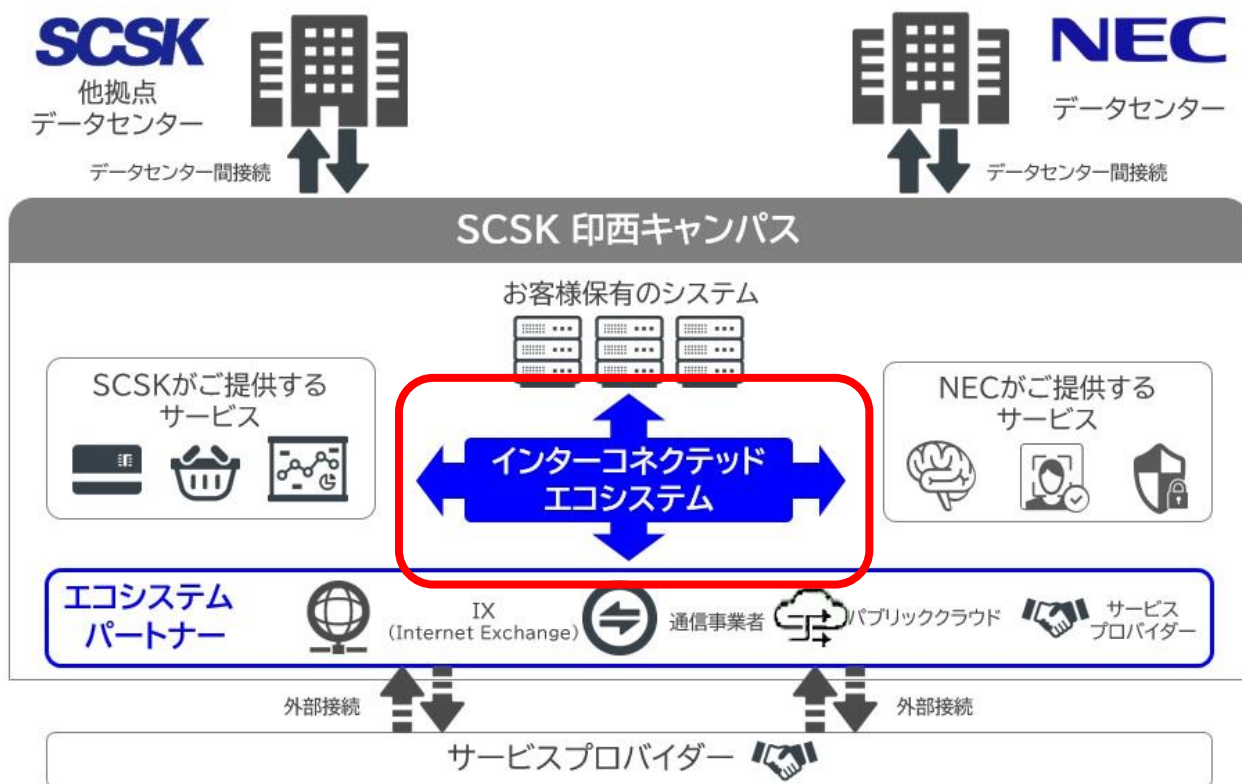 SCSK
他拠点
データセンター
NEC
データセンター
データセンター間接続
データセンター間接続
SCSK 印西キャンパス
お客様保有のシステム
SCSKがご提供する
サービス
NECがご提供する
サービス
インターコネクテッド
エコシステム
エコシステム
パートナー
IX
(Internet Exchange)
通信事業者
パブリッククラウド
サービス
プロバイダー
外部接続
外部接続
サービスプロバイダー